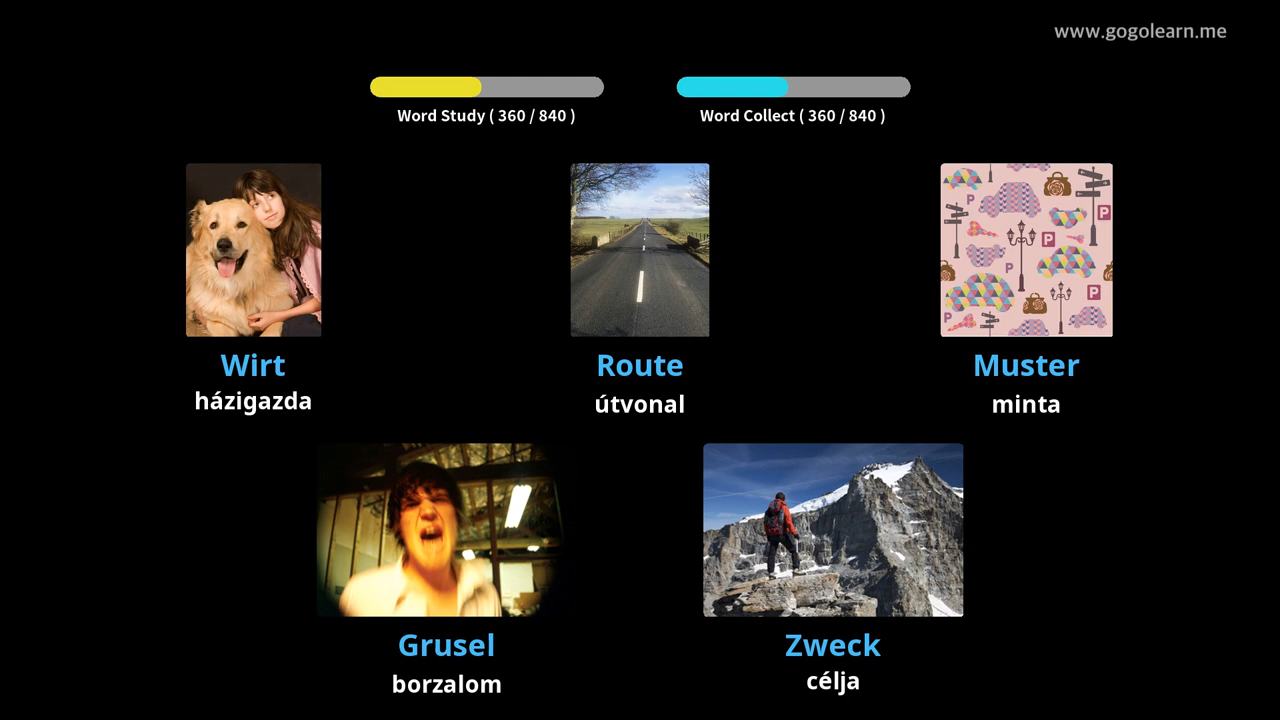 www.gogolearn.me
Word Study ( 360 / 840 )
Word Collect ( 360 / 840 )
P
P
P
P
P
P
Wirt
házigazda
Route
útvonal
Muster
minta
Grusel
borzalom
Zweck
célja